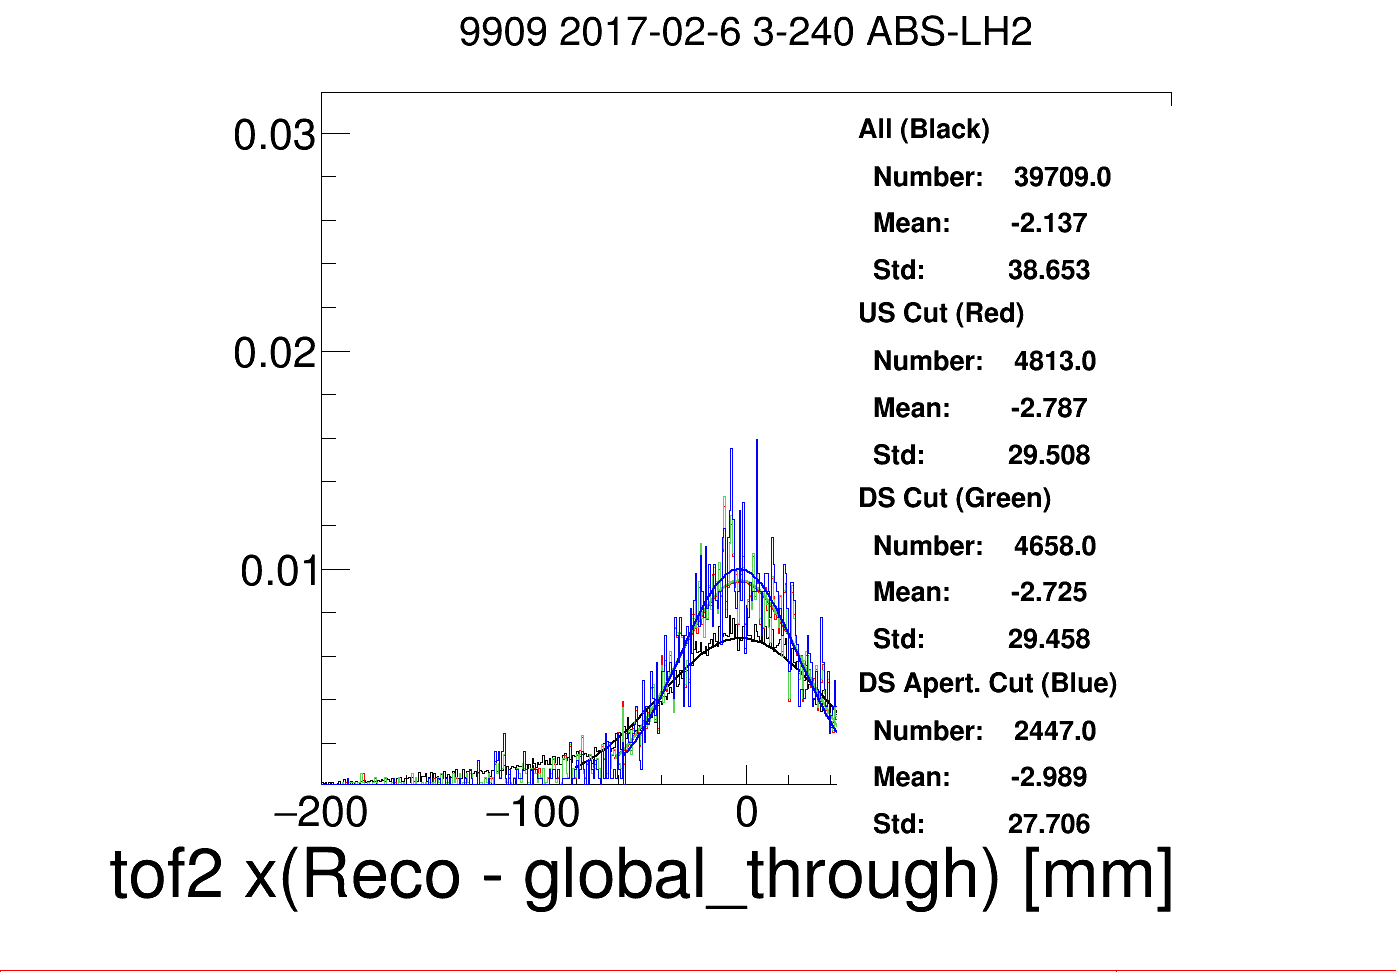 9909 2017-02-6 3-240 ABS-LH2
0.03
0.02
0.01
All (Black)
Number: 39709.0
Mean: -2.137
Std: 38.653
US Cut (Red)
Number: 4813.0
Mean: -2.787
Std: 29.508
DS Cut (Green)
Number: 4658.0
Mean: -2.725
Std: 29.458
DS Apert. Cut (Blue)
Number: 2447.0
Mean: -2.989
Std: 27.706
−200 −100 0
tof2 x(Reco - global_through) [mm]